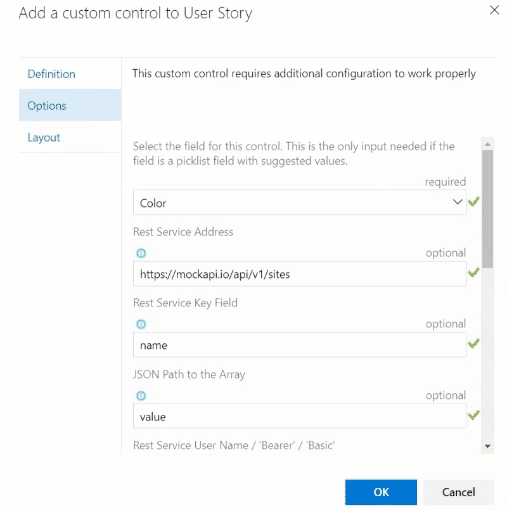 Add a custom control to User Story
Definition
Options
Layout
This custom control requires additional configuration to work properly
Select the field for this control. This is the only input needed if the
field is a picklist field with suggested values.
required
Color
Rest Service Address
optional
https://mockapi.io/api/v1/sites
Rest Service Key Field
optional
name
JSON Path to the Array
optional
value
Rest Service User Name / 'Bearer' / 'Basic'
OK
Cancel